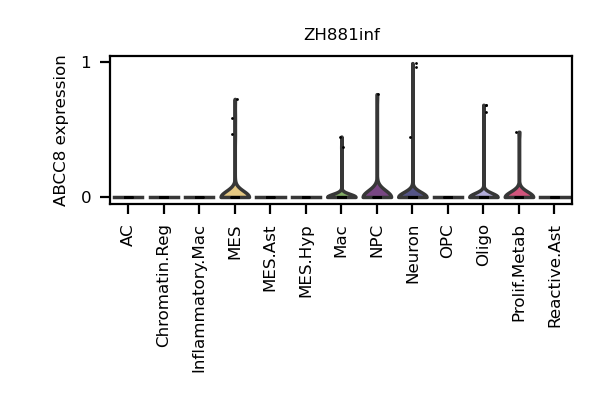 ZH881inf
ABCC8 expression
1
0
AC
Chromatin.Reg
Inflammatory.Mac
MES
MES.Ast
MES.Hyp
Mac
NPC
Neuron
OPC
Oligo
Prolif.Metab
Reactive.Ast